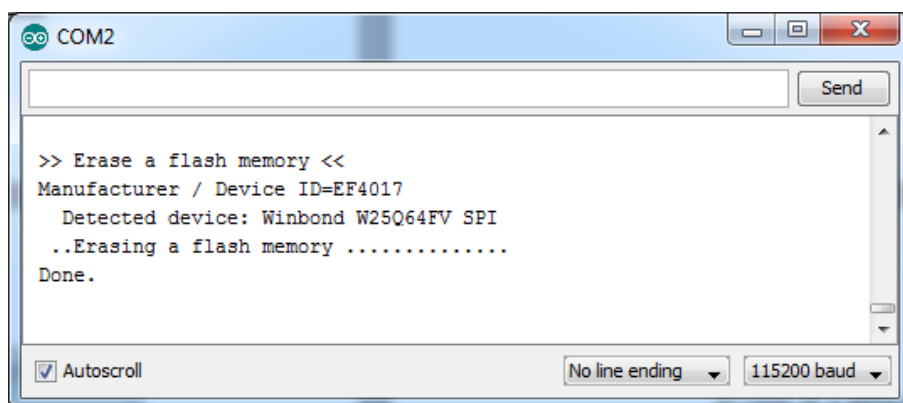 COM2
Send
>> Erase a flash memory <<
Manufacturer / Device ID=EF4017
  Detected device: Winbond W25Q64FV SPI
 ..Erasing a flash memory ..............
Done.
Autoscroll
No line ending
115200 baud